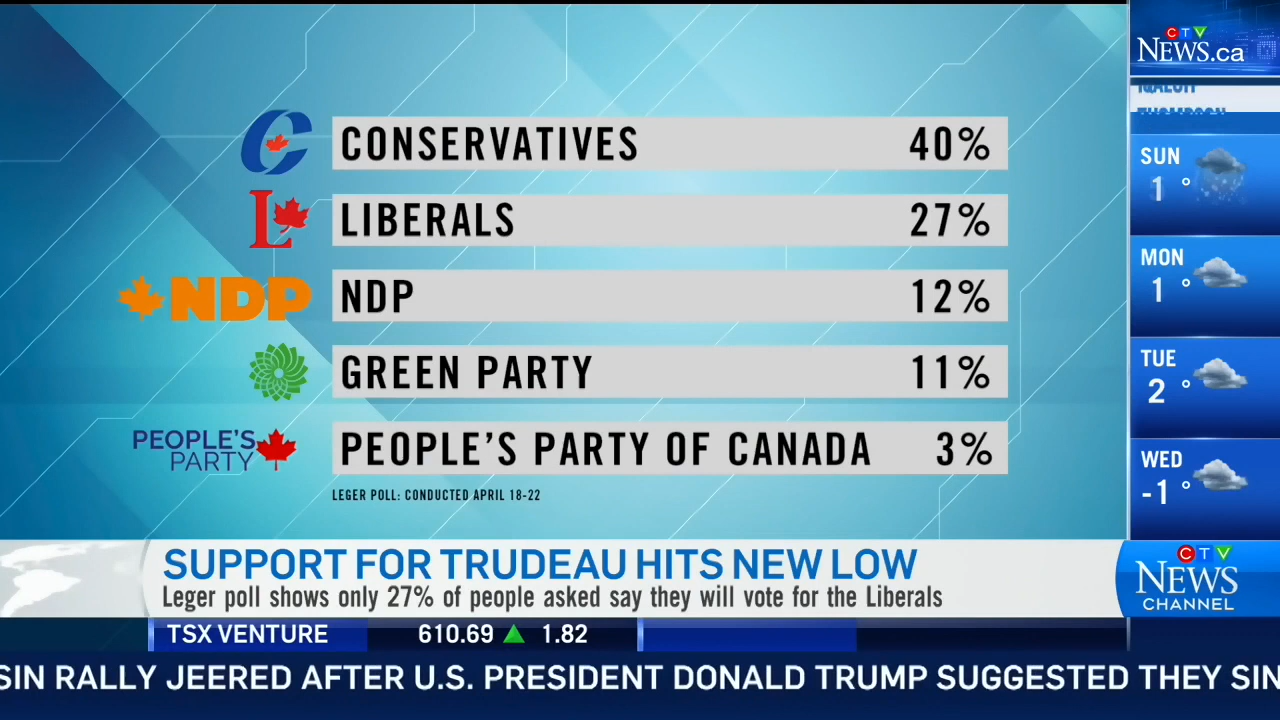 CTV
NEWS.ca
CONSERVATIVES 40%
LIBERALS 27%
NDP
NDP 12%
GREEN PARTY 11%
PEOPLE'S
PARTY
PEOPLE'S PARTY OF CANADA 3%
LEGER POLL: CONDUCTED APRIL 18-22
SUN
1°
MON
1°
TUE
2°
WED
-1°
SUPPORT FOR TRUDEAU HITS NEW LOW
Leger poll shows only 27% of people asked say they will vote for the Liberals
CTV
NEWS
CHANNEL
TSX VENTURE 610.69 ▲ 1.82
SIN RALLY JEERED AFTER U.S. PRESIDENT DONALD TRUMP SUGGESTED THEY SIN